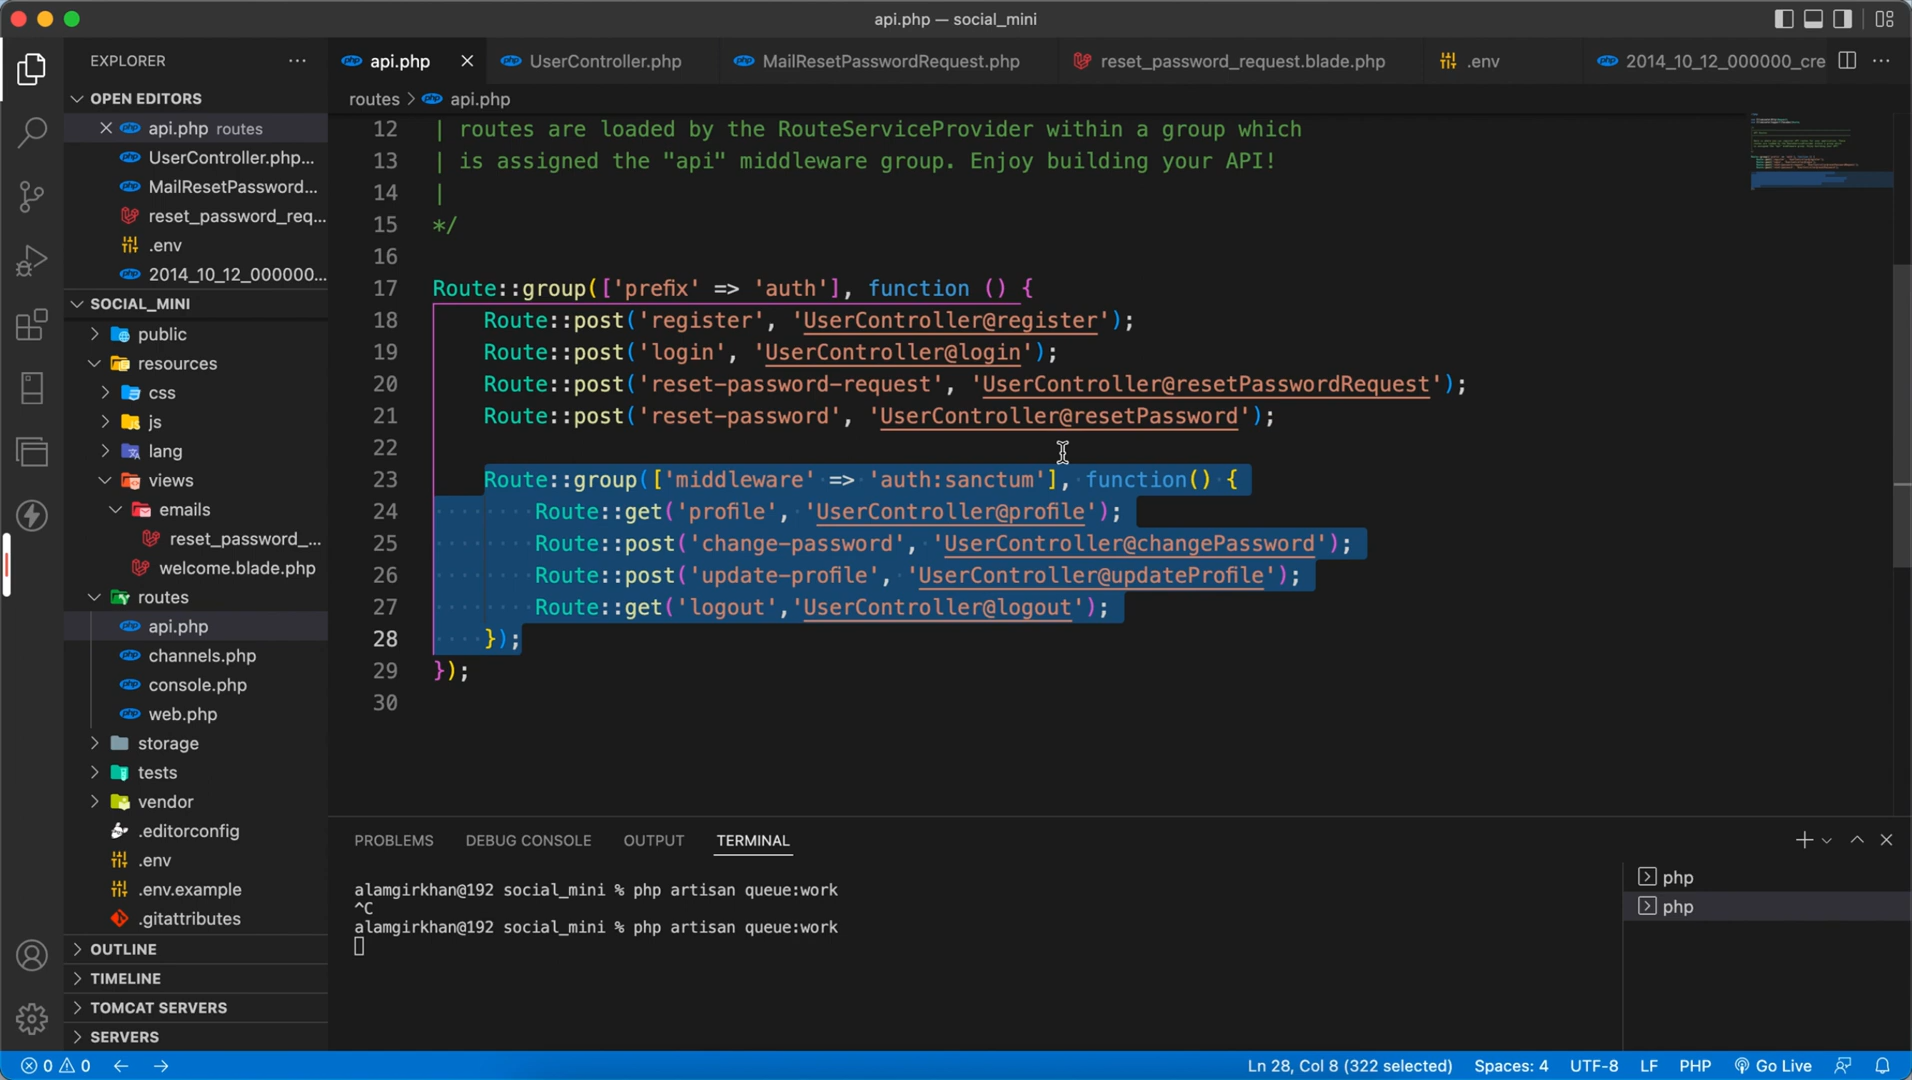 api.php — social_mini
EXPLORER
OPEN EDITORS
api.php routes
UserController.php...
MailResetPassword...
reset_password_req...
.env
2014_10_12_000000...
SOCIAL_MINI
public
resources
css
js
lang
views
emails
reset_password_...
welcome.blade.php
routes
api.php
channels.php
console.php
web.php
storage
tests
vendor
.editorconfig
.env
.env.example
.gitattributes
OUTLINE
TIMELINE
TOMCAT SERVERS
SERVERS
api.php
UserController.php
MailResetPasswordRequest.php
reset_password_request.blade.php
.env
2014_10_12_000000_cre
routes > api.php
12 | routes are loaded by the RouteServiceProvider within a group which
13 | is assigned the "api" middleware group. Enjoy building your API!
14 |
15 */
16
17 Route::group(['prefix' => 'auth'], function () {
18 Route::post('register', 'UserController@register');
19 Route::post('login', 'UserController@login');
20 Route::post('reset-password-request', 'UserController@resetPasswordRequest');
21 Route::post('reset-password', 'UserController@resetPassword');
22
23 Route::group(['middleware' => 'auth:sanctum'], function() {
24 Route::get('profile', 'UserController@profile');
25 Route::post('change-password', 'UserController@changePassword');
26 Route::post('update-profile', 'UserController@updateProfile');
27 Route::get('logout','UserController@logout');
28 });
29 });
30
PROBLEMS DEBUG CONSOLE OUTPUT TERMINAL
alamgirkhan@192 social_mini % php artisan queue:work
^C
alamgirkhan@192 social_mini % php artisan queue:work
php
php
0 0
Ln 28, Col 8 (322 selected) Spaces: 4 UTF-8 LF PHP Go Live